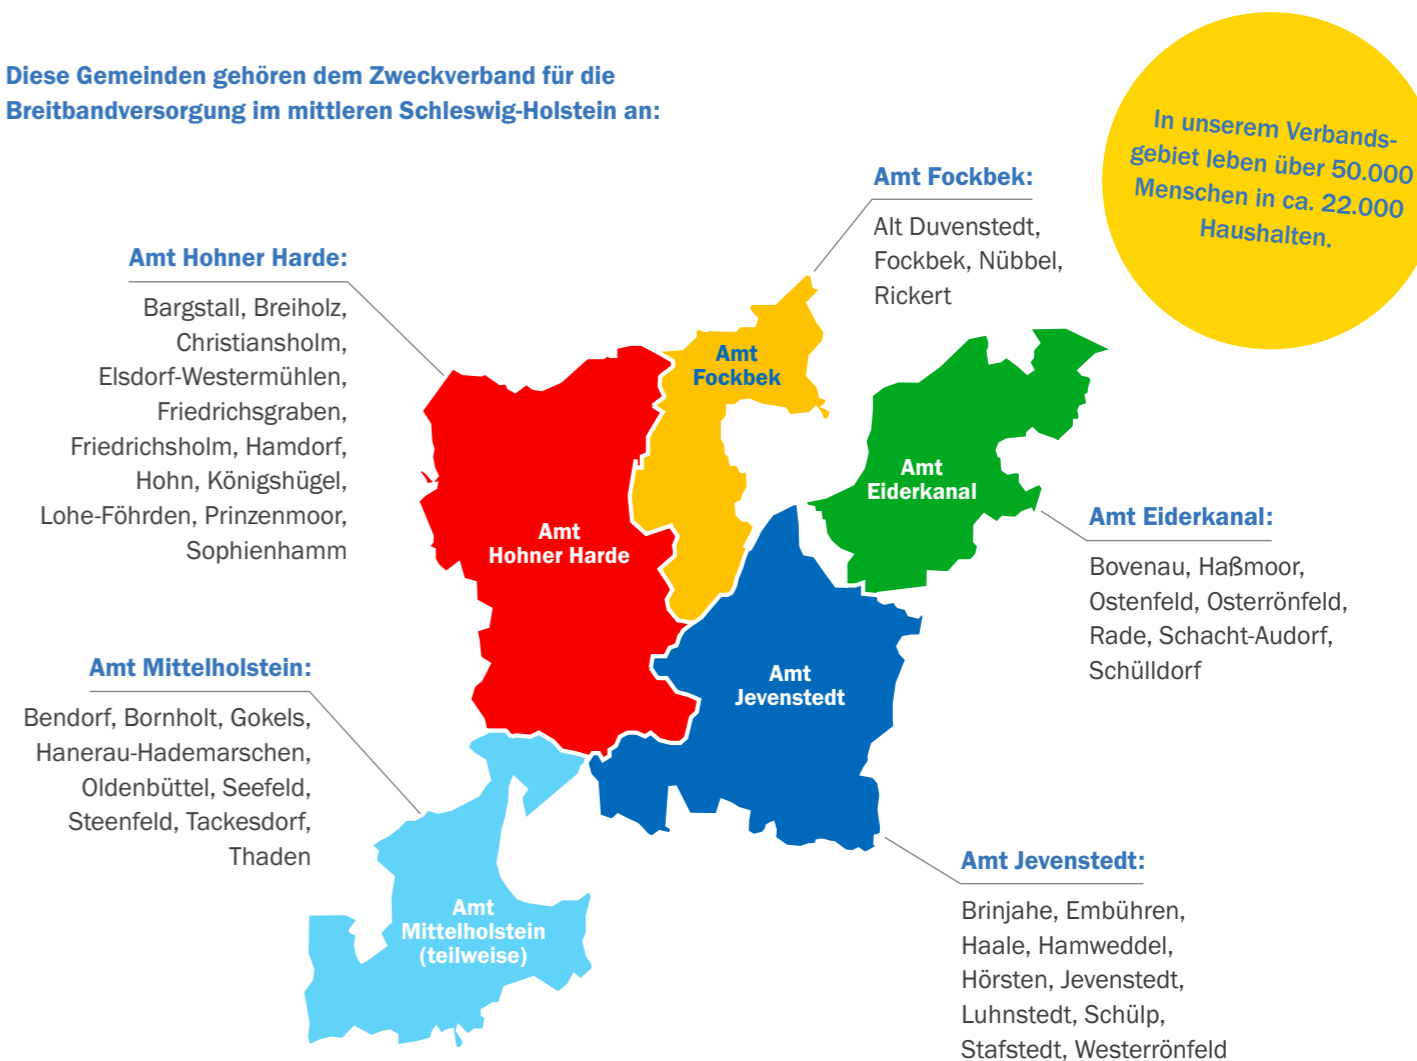 Diese Gemeinden gehören dem Zweckverband für die
Breitbandversorgung im mittleren Schleswig-Holstein an:
In unserem Verbands-
gebiet leben über 50.000
Menschen in ca. 22.000
Haushalten.
Amt Fockbek:
Alt Duvenstedt,
Fockbek, Nübbel,
Rickert
Amt Hohner Harde:
Bargstall, Breiholz,
Christiansholm,
Elsdorf-Westermühlen,
Friedrichsgraben,
Friedrichsholm, Hamdorf,
Hohn, Königshügel,
Lohe-Föhrden, Prinzenmoor,
Sophienhamm
Amt
Fockbek
Amt
Eiderkanal
Amt
Hohner Harde
Amt Eiderkanal:
Bovenau, Haßmoor,
Ostenfeld, Osterrönfeld,
Rade, Schacht-Audorf,
Schülldorf
Amt
Jevenstedt
Amt Mittelholstein:
Bendorf, Bornholt, Gokels,
Hanerau-Hademarschen,
Oldenbüttel, Seefeld,
Steenfeld, Tackesdorf,
Thaden
Amt
Mittelholstein
(teilweise)
Amt Jevenstedt:
Brinjahe, Embühren,
Haale, Hamweddel,
Hörsten, Jevenstedt,
Luhnstedt, Schülp,
Stafstedt, Westerrönfeld